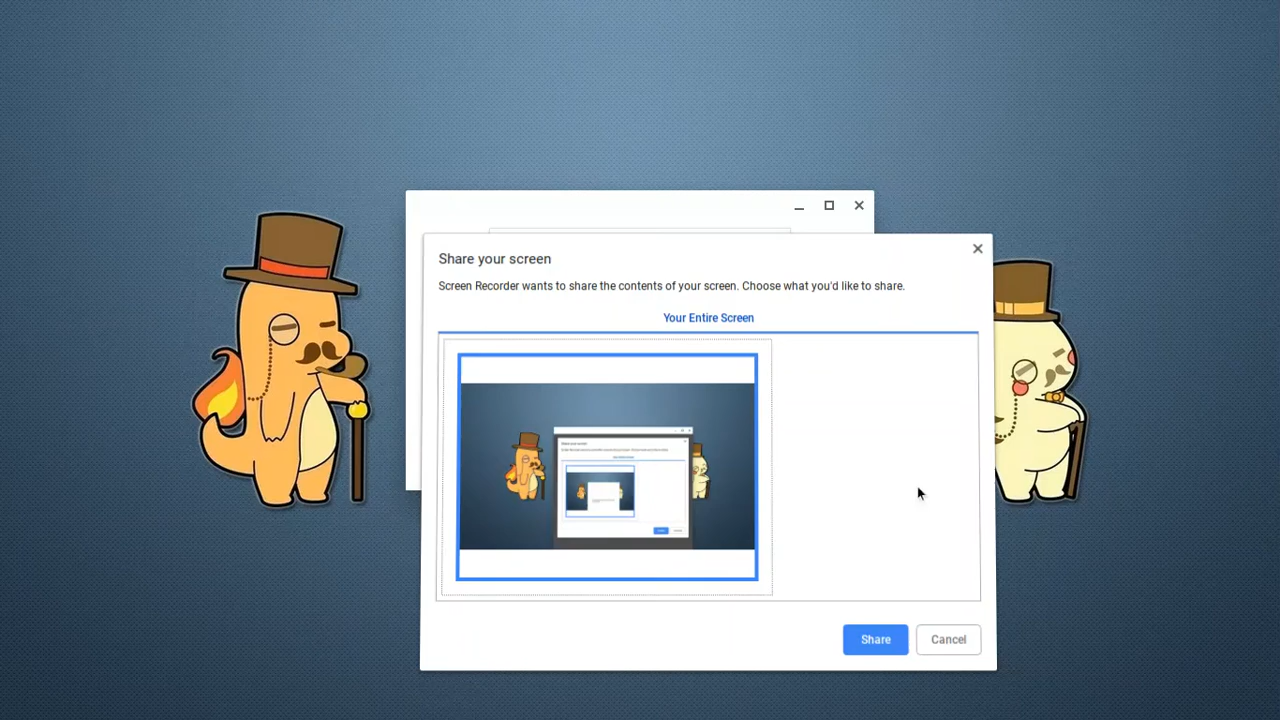 Share your screen
Screen Recorder wants to share the contents of your screen. Choose what you'd like to share.
Your Entire Screen
Share
Cancel